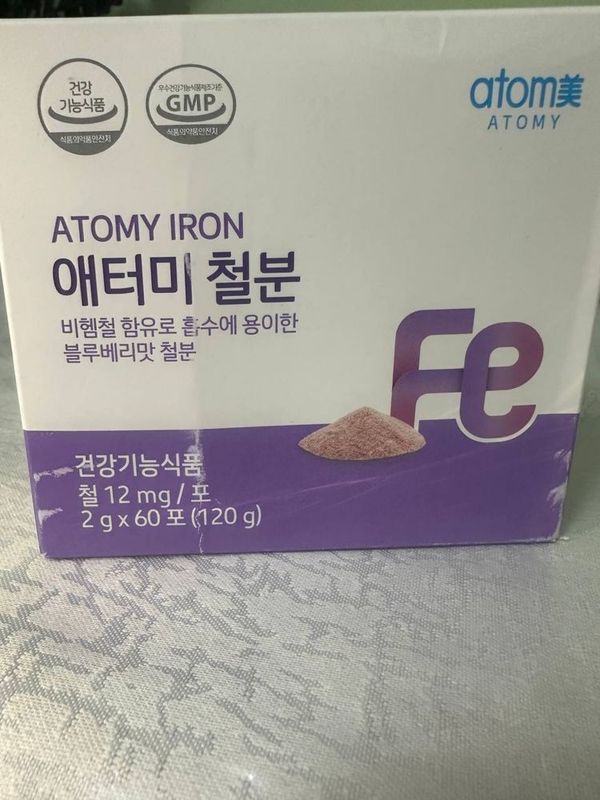 건강
기능식품
식품의약품안전처
우수건강기능식품제조기준
GMP
식품의약품안전처
atom美
ATOMY
ATOMY IRON
애터미 철분
비헴철 함유로 흡수에 용이한
블루베리맛 철분
Fe
건강기능식품
철 12 mg / 포
2 g x 60 포 (120 g)